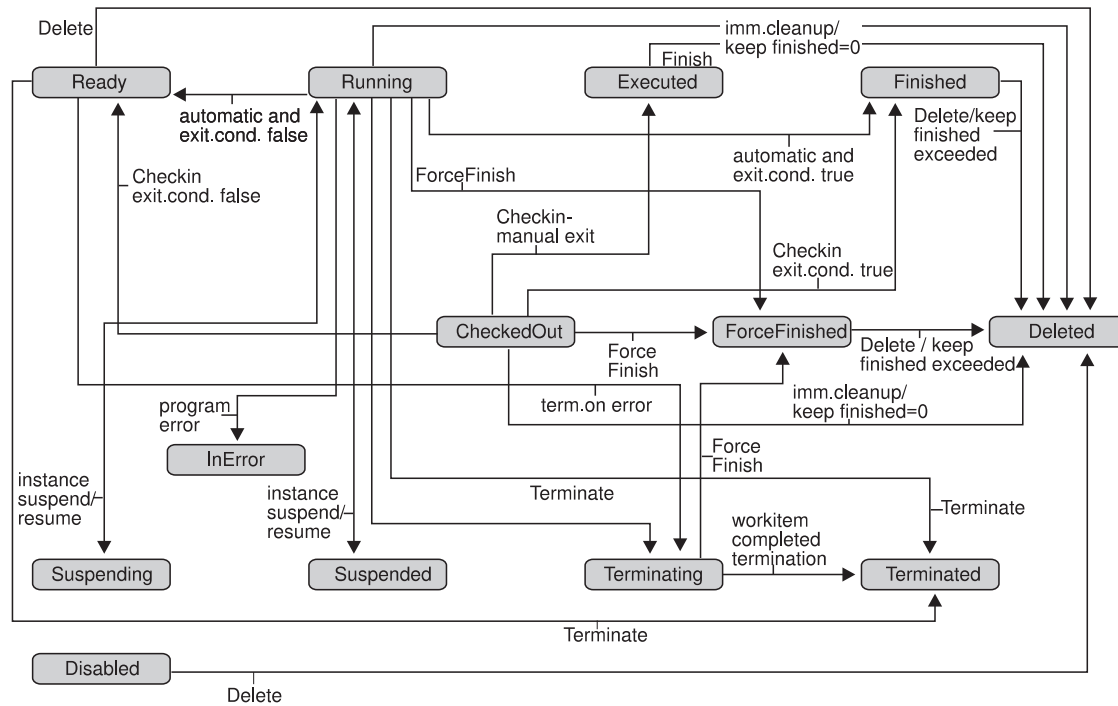 Delete
imm.cleanup/
keep finished=0
Finish
Ready
Running
Executed
Finished
automatic and
exit.cond. false
Delete/keep
finished
exceeded
automatic and
exit.cond. true
Checkin
exit.cond. false
ForceFinish
Checkin-
manual exit
Checkin
exit.cond. true
CheckedOut
ForceFinished
Deleted
Force
Finish
Delete / keep
finished exceeded
imm.cleanup/
keep finished=0
term.on error
program
error
InError
Force
Finish
instance
suspend/
resume
instance
suspend/
resume
Terminate
Terminate
workitem
completed
termination
Suspending
Suspended
Terminating
Terminated
Terminate
Disabled
Delete